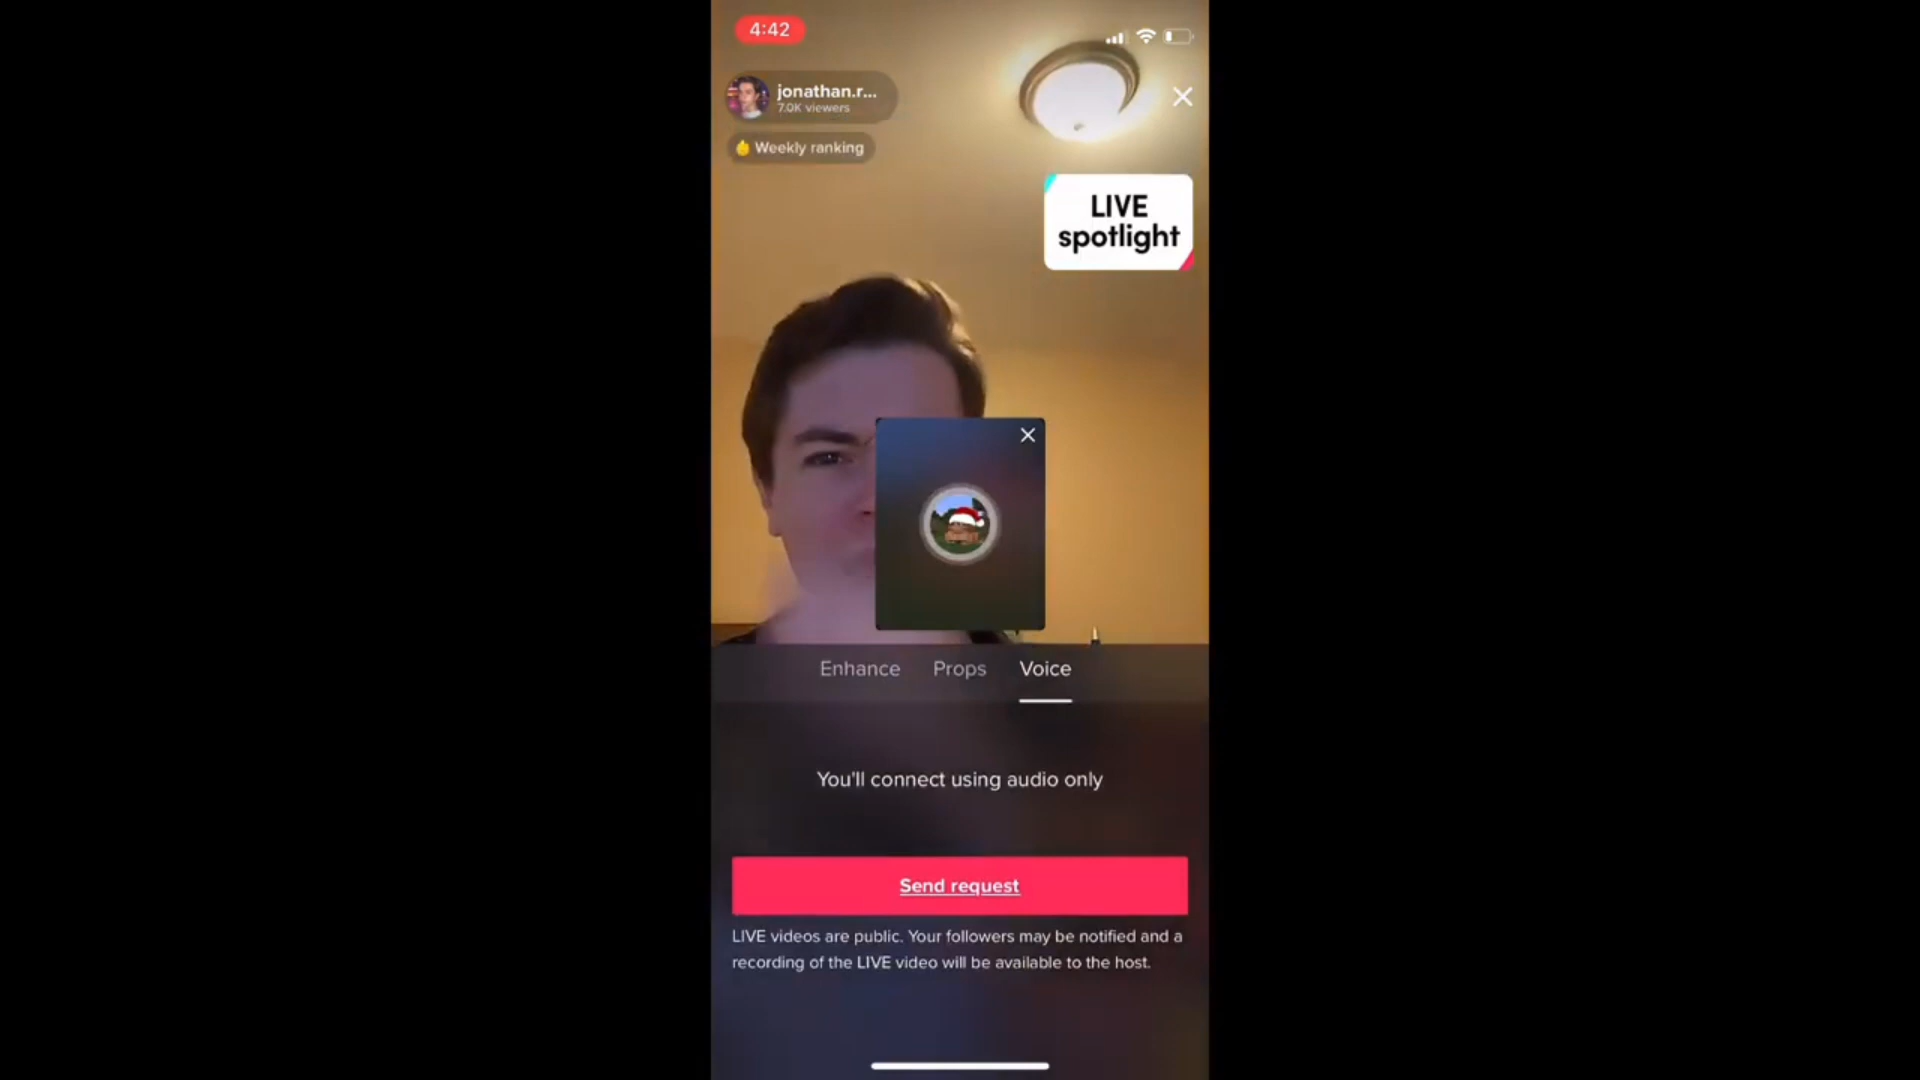 4:42
jonathan.r...
7.0K viewers
Weekly ranking
LIVE
spotlight
Enhance Props Voice
You'll connect using audio only
Send request
LIVE videos are public. Your followers may be notified and a
recording of the LIVE video will be available to the host.